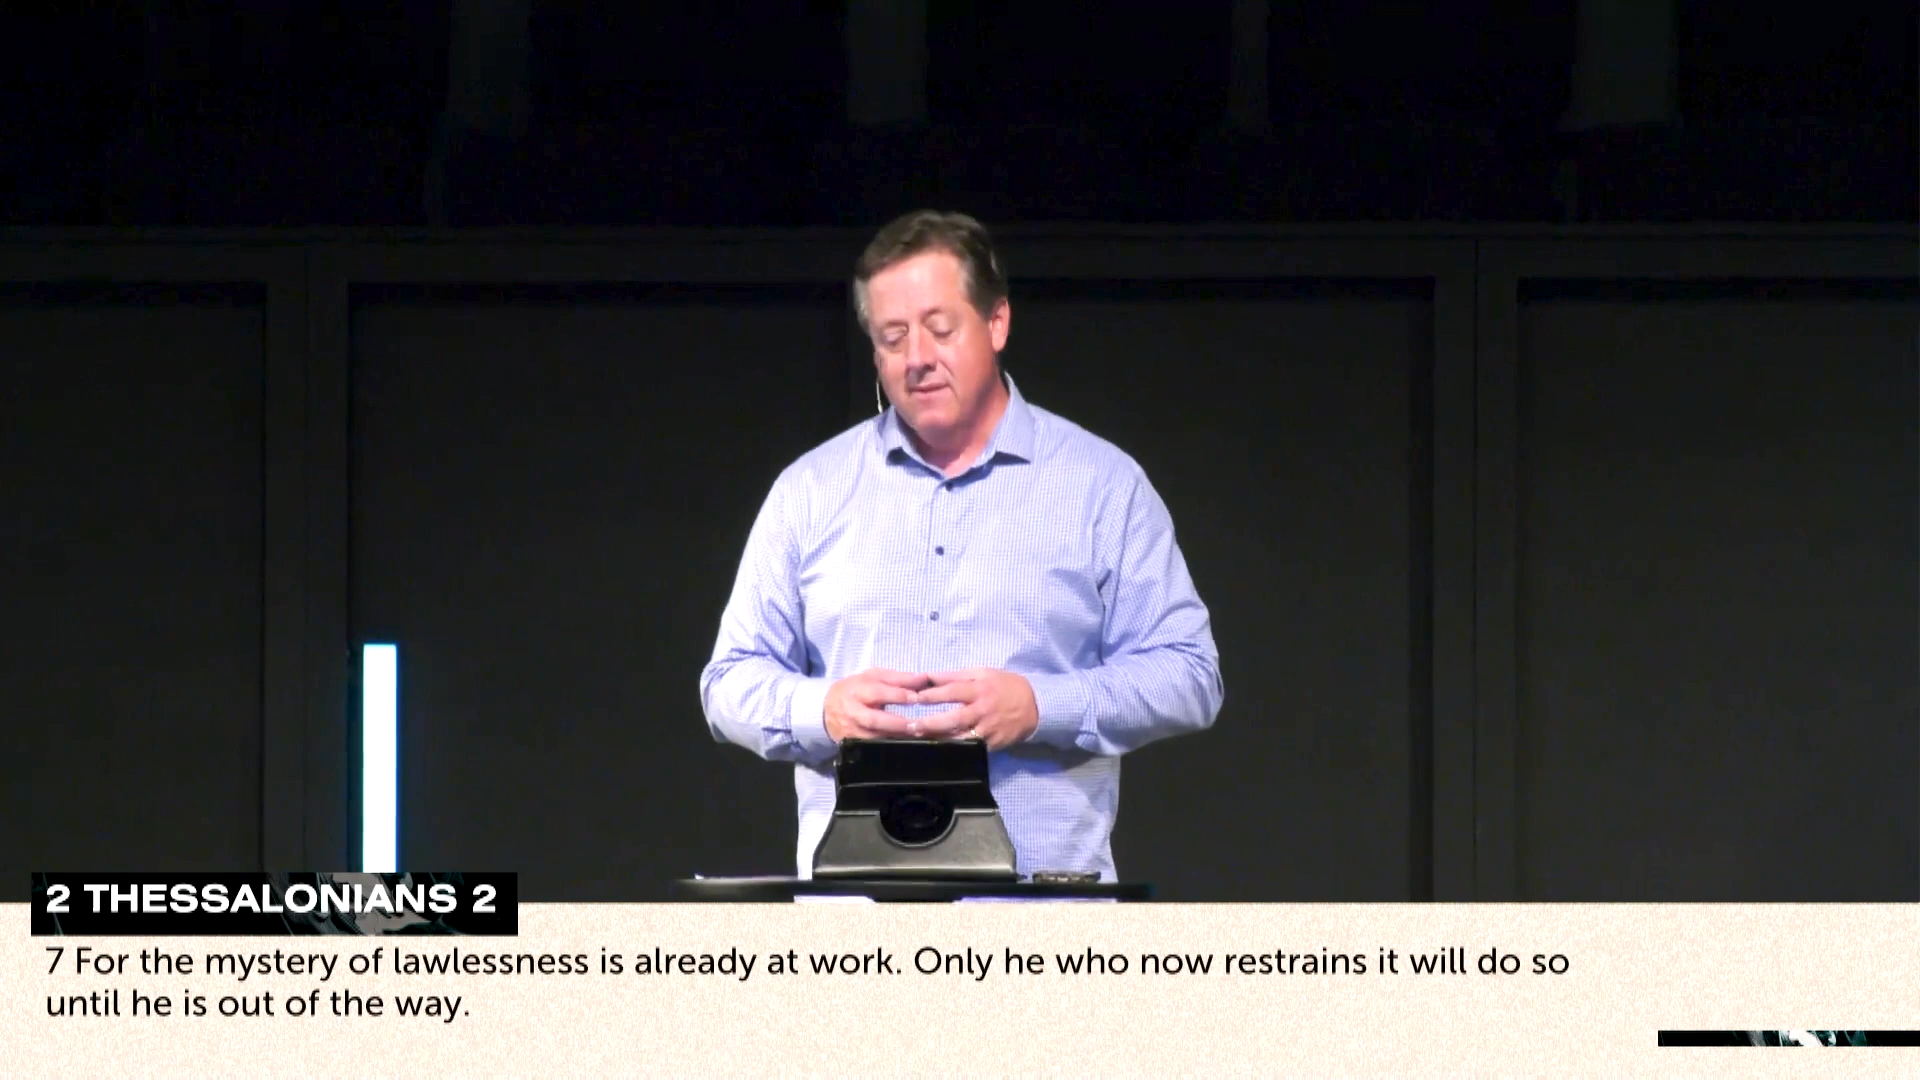 2 THESSALONIANS 2
7 For the mystery of lawlessness is already at work. Only he who now restrains it will do so
until he is out of the way.